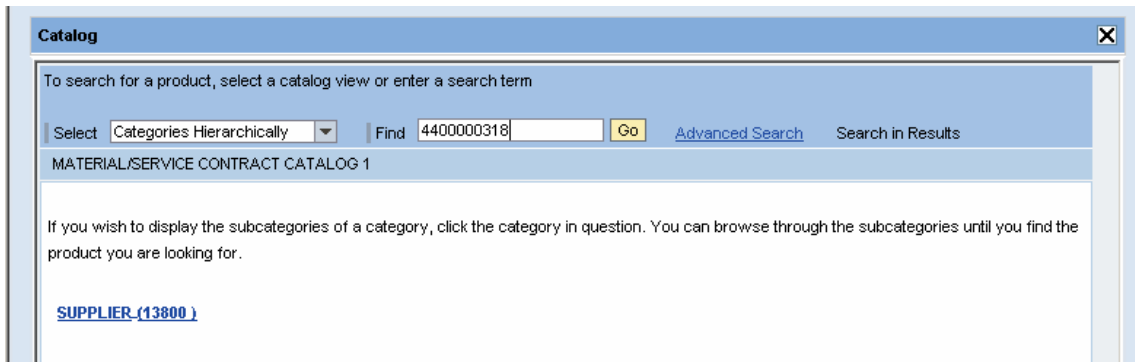 Catalog
To search for a product, select a catalog view or enter a search term
Select Categories Hierarchically Find 4400000318 Go Advanced Search Search in Results
MATERIAL/SERVICE CONTRACT CATALOG 1
If you wish to display the subcategories of a category, click the category in question. You can browse through the subcategories until you find the
product you are looking for.
SUPPLIER (13800 )